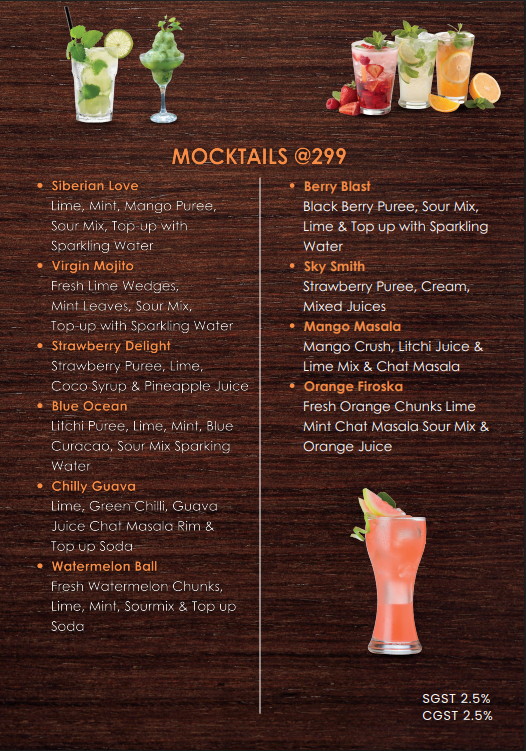 MOCKTAILS @299
• Siberian Love
Lime, Mint, Mango Puree,
Sour Mix, Top-up with
Sparkling Water
• Virgin Mojito
Fresh Lime Wedges,
Mint Leaves, Sour Mix,
Top-up with Sparkling Water
• Strawberry Delight
Strawberry Puree, Lime,
Coco Syrup & Pineapple Juice
• Blue Ocean
Litchi Puree, Lime, Mint, Blue
Curacao, Sour Mix Sparking
Water
• Chilly Guava
Lime, Green Chilli, Guava
Juice Chat Masala Rim &
Top up Soda
• Watermelon Ball
Fresh Watermelon Chunks,
Lime, Mint, Sourmix & Top up
Soda
• Berry Blast
Black Berry Puree, Sour Mix,
Lime & Top up with Sparkling
Water
• Sky Smith
Strawberry Puree, Cream,
Mixed Juices
• Mango Masala
Mango Crush, Litchi Juice &
Lime Mix & Chat Masala
• Orange Firoska
Fresh Orange Chunks Lime
Mint Chat Masala Sour Mix &
Orange Juice
SGST 2.5%
CGST 2.5%